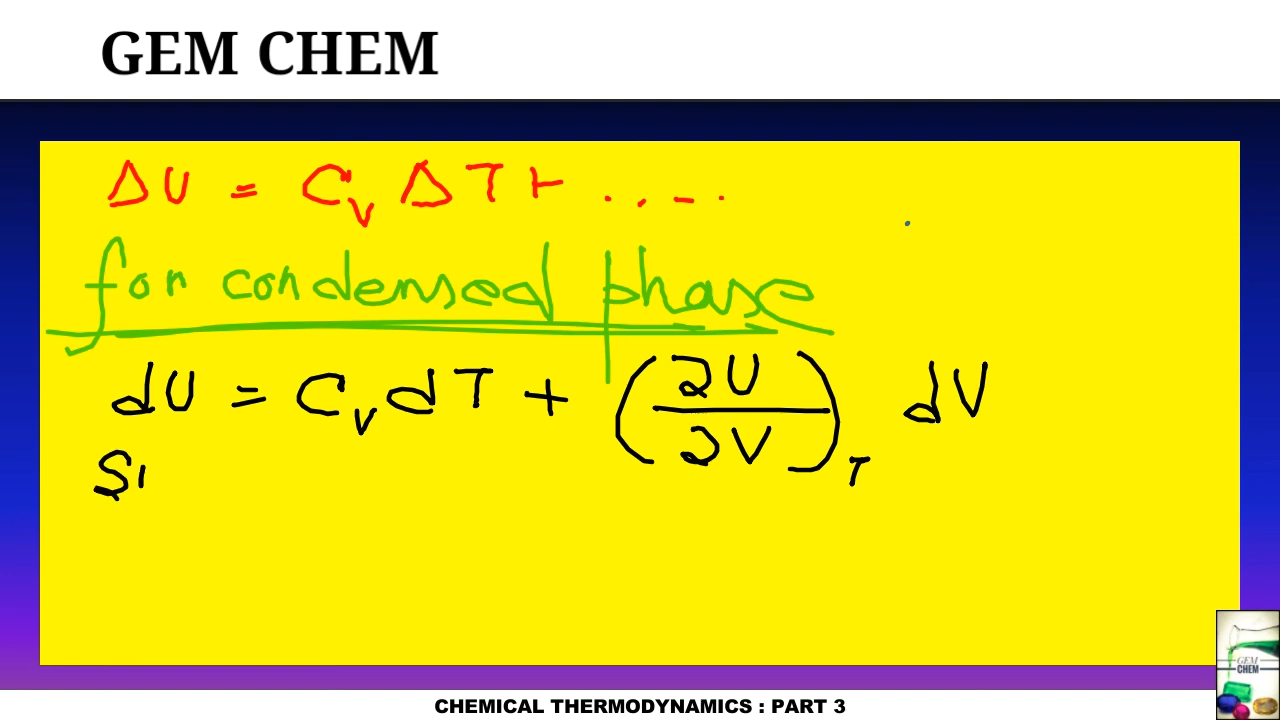 GEM CHEM
ΔU = C_V ΔT + . . . .
for condensed phase
dU = C_V dT + (∂U/∂V)_T dV
Si
GEM
CHEM
CHEMICAL THERMODYNAMICS : PART 3